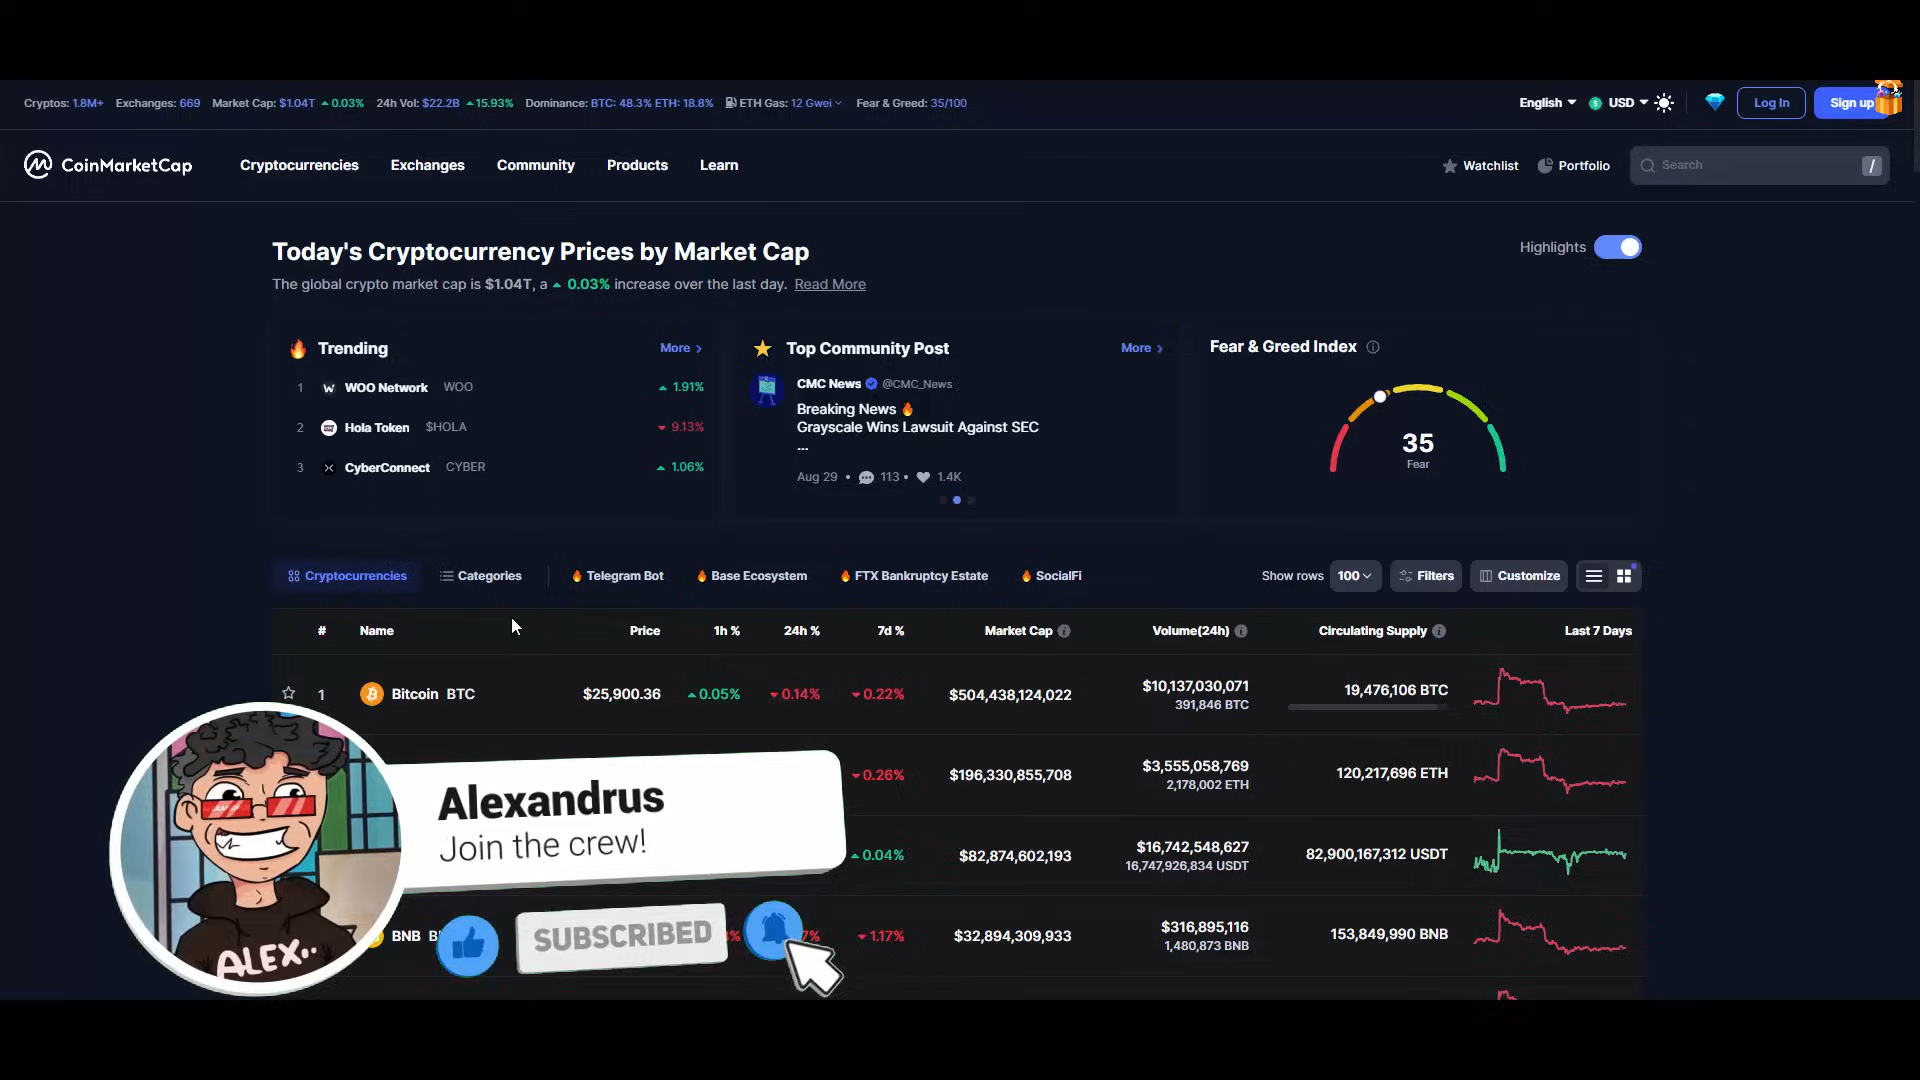 Cryptos: 1.8M+ Exchanges: 669 Market Cap: $1.04T 0.03% 24h Vol: $22.2B 15.93% Dominance: BTC: 48.3% ETH: 18.8% ETH Gas: 12 Gwei Fear & Greed: 35/100 English USD Log In Sign up
CoinMarketCap Cryptocurrencies Exchanges Community Products Learn Watchlist Portfolio Search /
Today's Cryptocurrency Prices by Market Cap Highlights
The global crypto market cap is $1.04T, a 0.03% increase over the last day. Read More
Trending More
1 WOO Network WOO 1.91%
2 Hola Token $HOLA 9.13%
3 CyberConnect CYBER 1.06%
Top Community Post More
CMC News @CMC_News
Breaking News
Grayscale Wins Lawsuit Against SEC
...
Aug 29 • 113 • 1.4K
Fear & Greed Index
35
Fear
Cryptocurrencies Categories Telegram Bot Base Ecosystem FTX Bankruptcy Estate SocialFi Show rows 100 Filters Customize
# Name Price 1h % 24h % 7d % Market Cap Volume(24h) Circulating Supply Last 7 Days
1 Bitcoin BTC $25,900.36 0.05% 0.14% 0.22% $504,438,124,022 $10,137,030,071 19,476,106 BTC
391,846 BTC
0.26% $196,330,855,708 $3,555,058,769 120,217,696 ETH
2,178,002 ETH
0.04% $82,874,602,193 $16,742,548,627 82,900,167,312 USDT
16,747,926,834 USDT
BNB 1.17% $32,894,309,933 $316,895,116 153,849,990 BNB
1,480,873 BNB
Alexandrus
Join the crew!
SUBSCRIBED
ALEX..